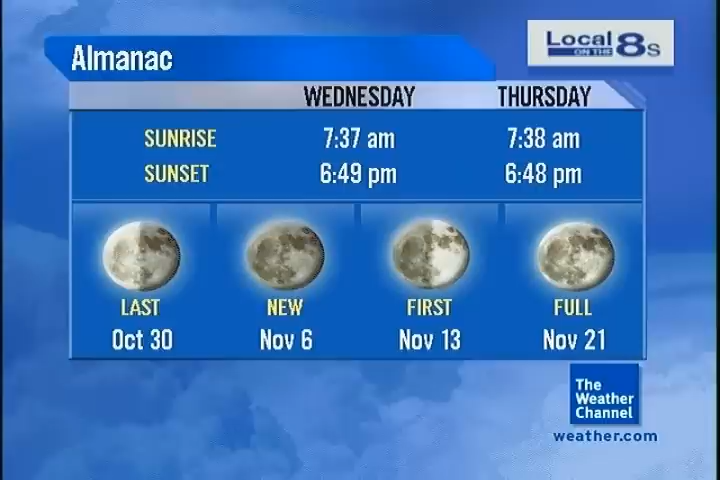 Almanac
Local ON THE 8s
WEDNESDAY THURSDAY
SUNRISE 7:37 am 7:38 am
SUNSET 6:49 pm 6:48 pm
LAST NEW FIRST FULL
Oct 30 Nov 6 Nov 13 Nov 21
The
Weather
Channel
weather.com